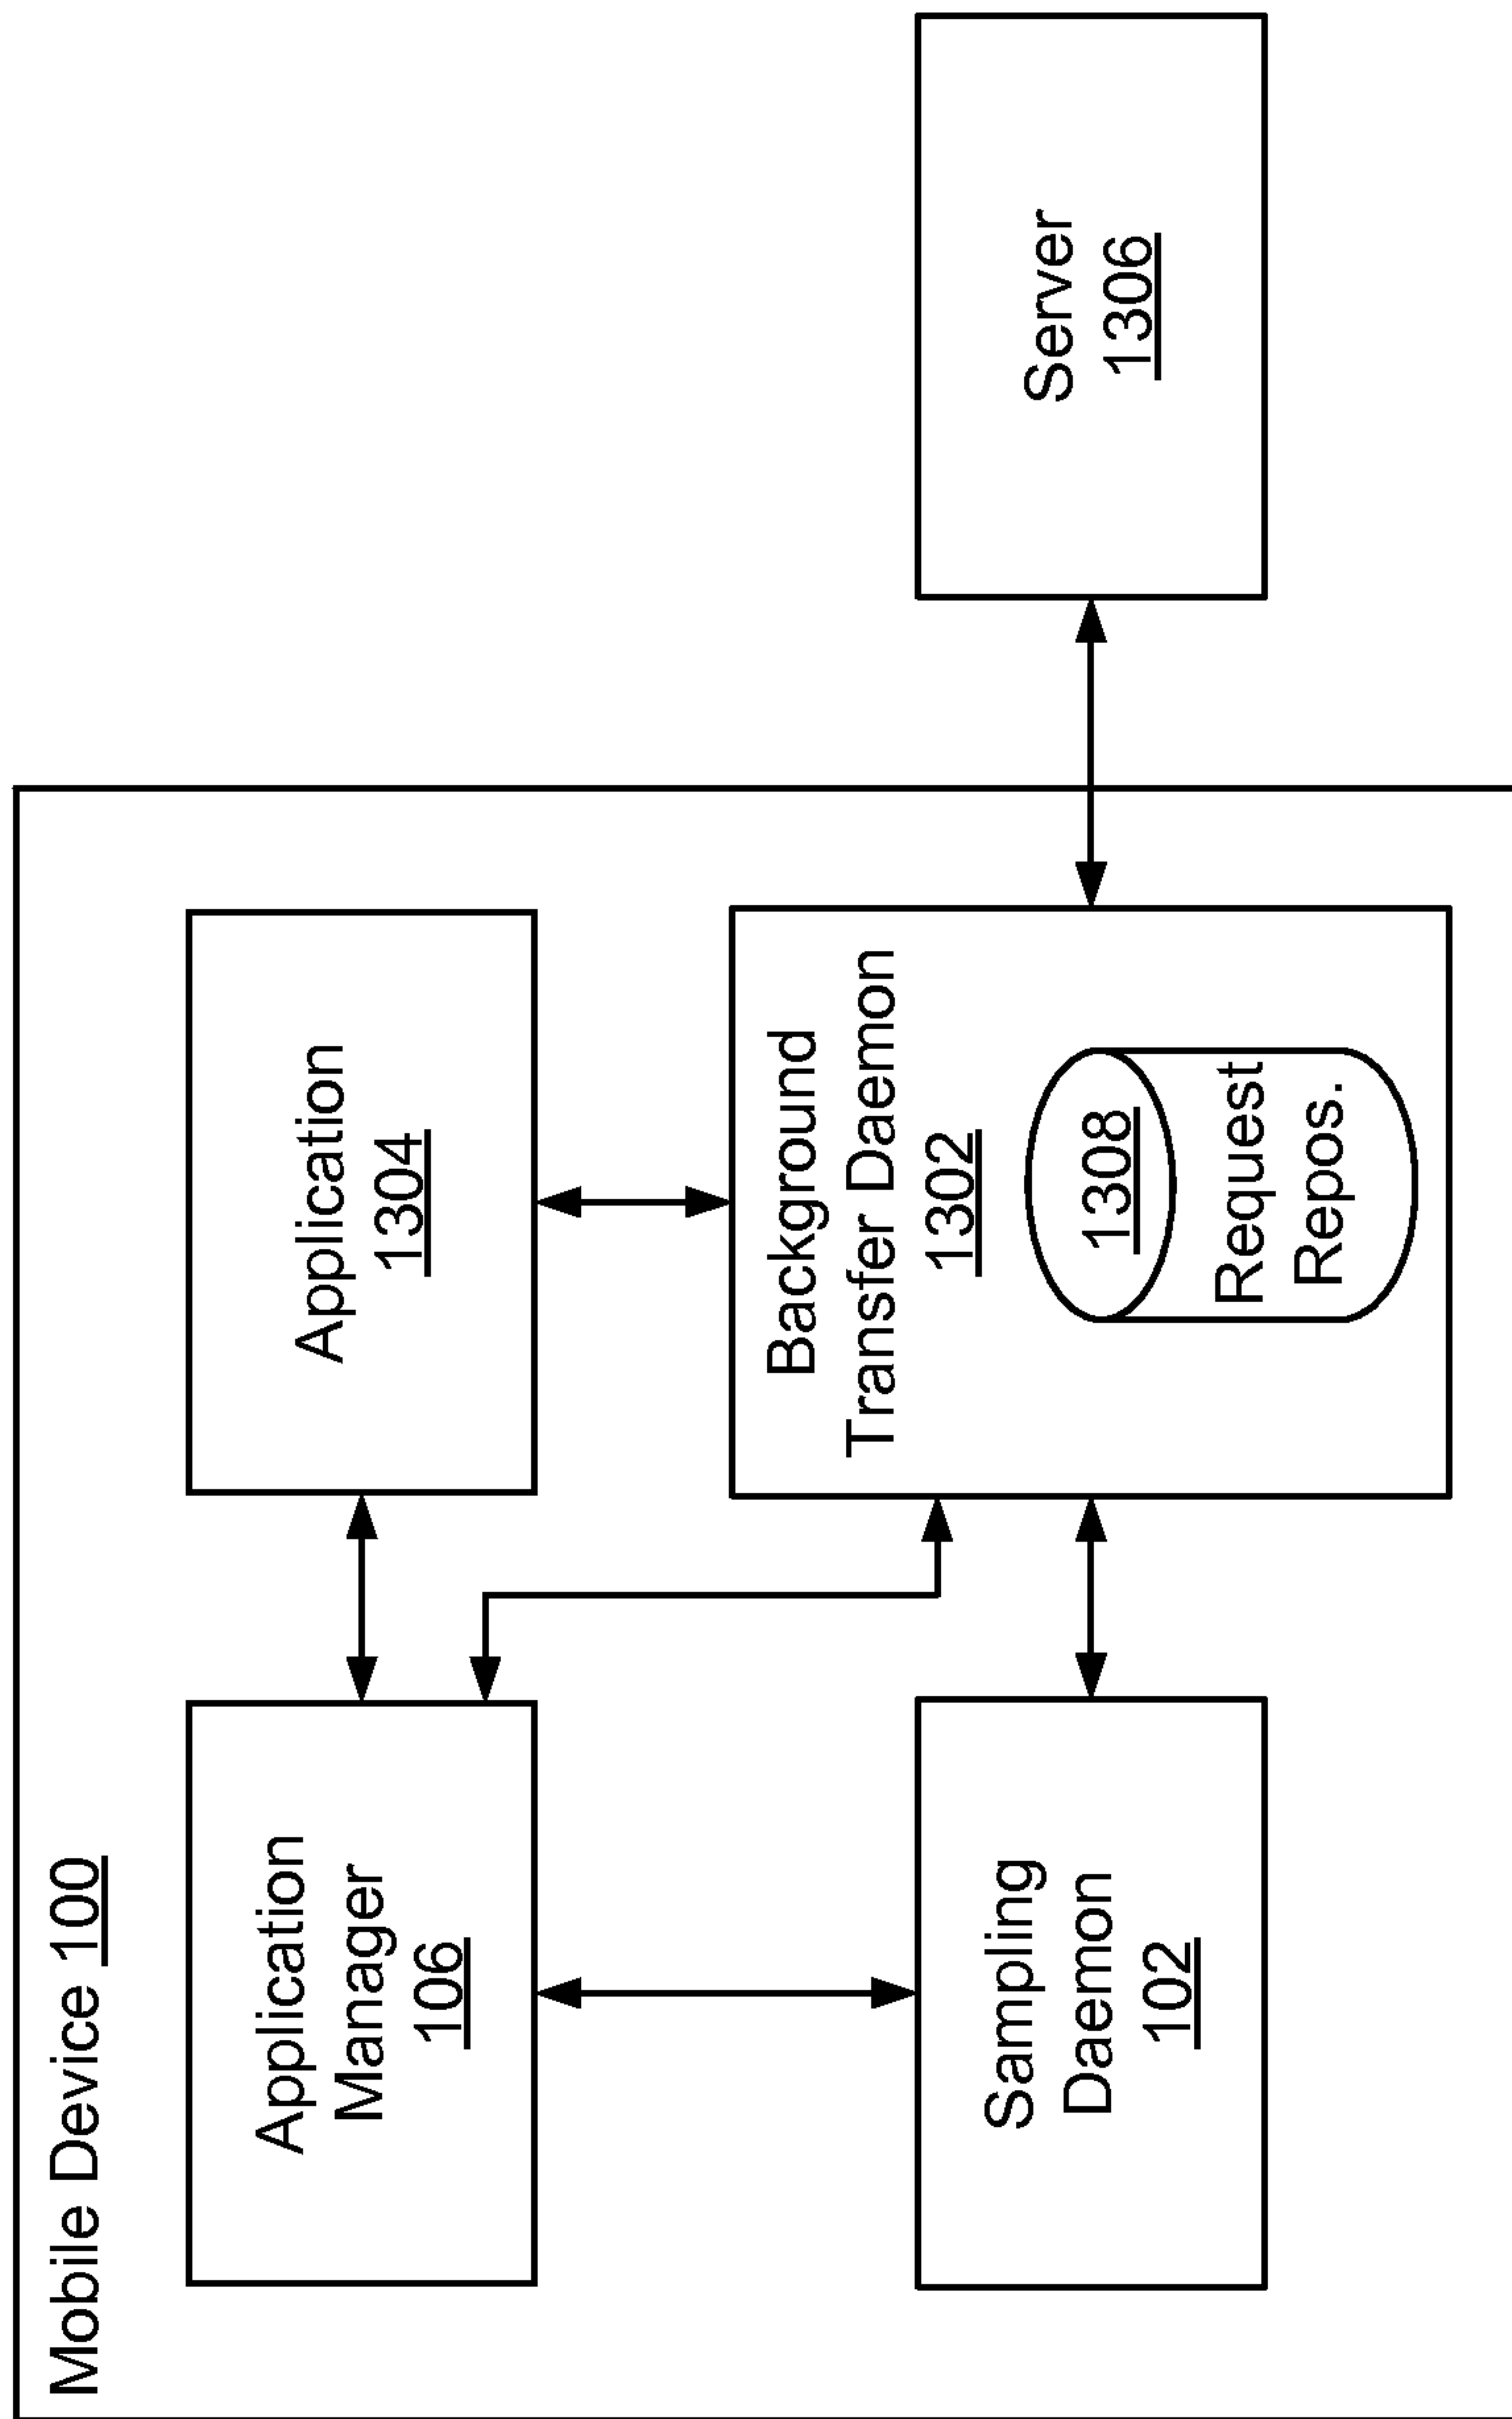 Mobile Device 100
Application
Manager
106
Application
1304
Sampling
Daemon
102
Background
Transfer Daemon
1302
1308
Request
Repos.
Server
1306